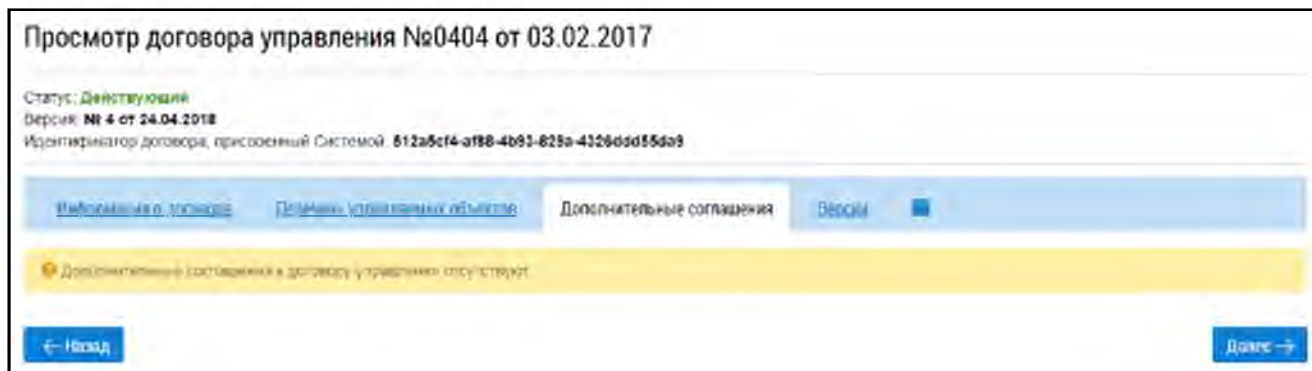 Просмотр договора управления №0404 от 03.02.2017
Статус: Действующий
Версия: № 4 от 24.04.2018
Идентификатор договора, присвоенный Системой: 512a5cf4-af88-4b93-829a-4326ddd55da9
Информация о договоре Перечень управляемых объектов Дополнительные соглашения Версии
Дополнительные соглашения к договору управления отсутствуют
← Назад
Далее →